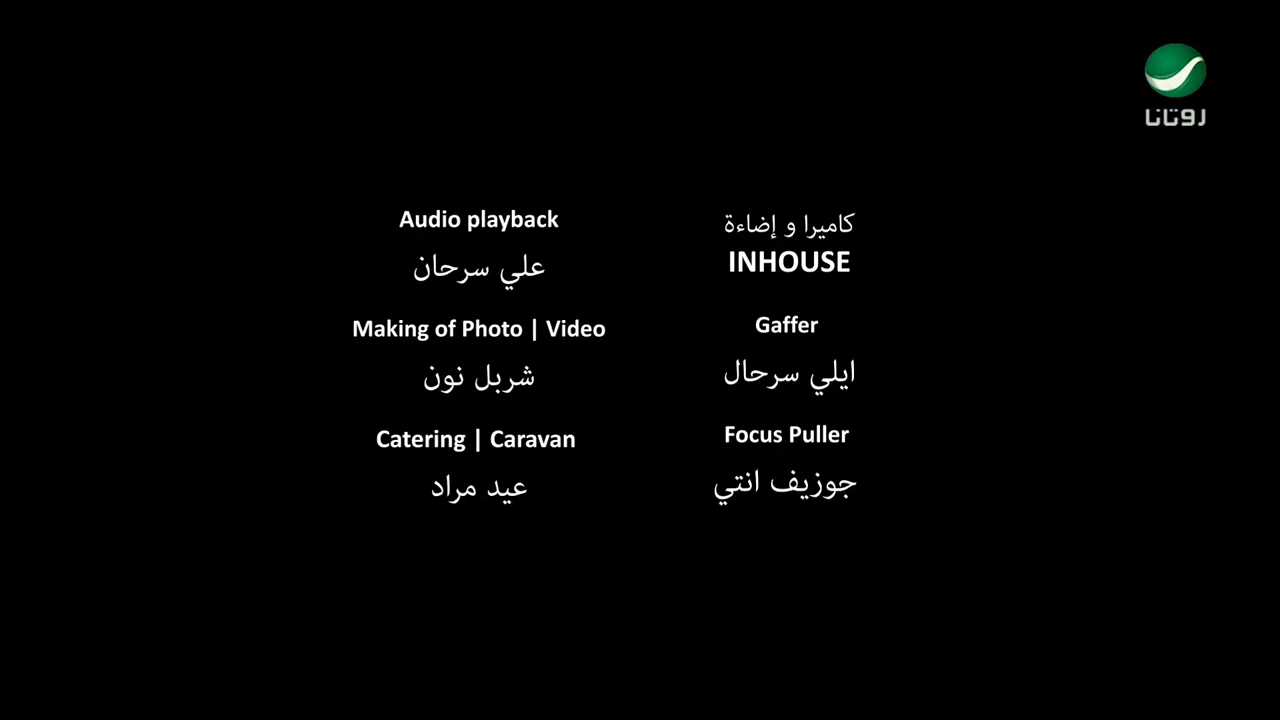 روتانا
كاميرا و إضاءة
INHOUSE
Gaffer
ايلي سرحال
Focus Puller
جوزيف انتي
Audio playback
علي سرحان
Making of Photo | Video
شربل نون
Catering | Caravan
عيد مراد